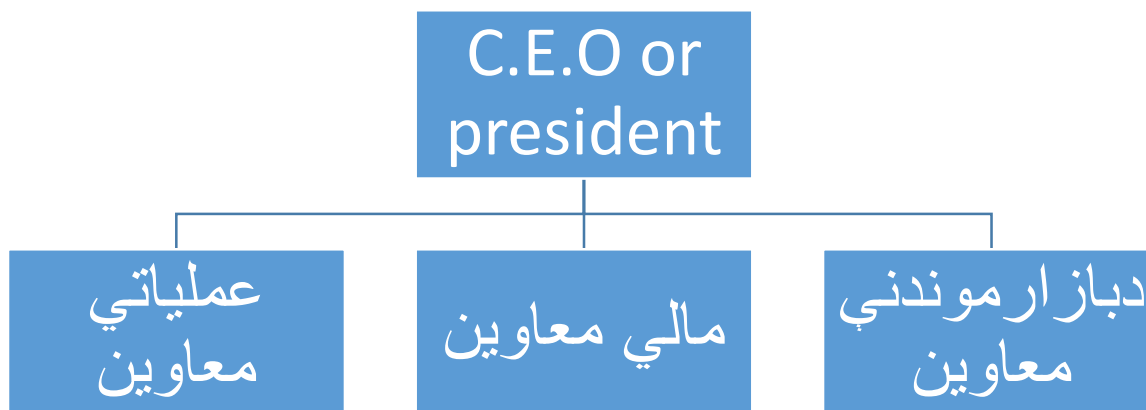 C.E.O or
president
عملياتي
معاوين
مالي معاوين
دبازارموندني
معاوين